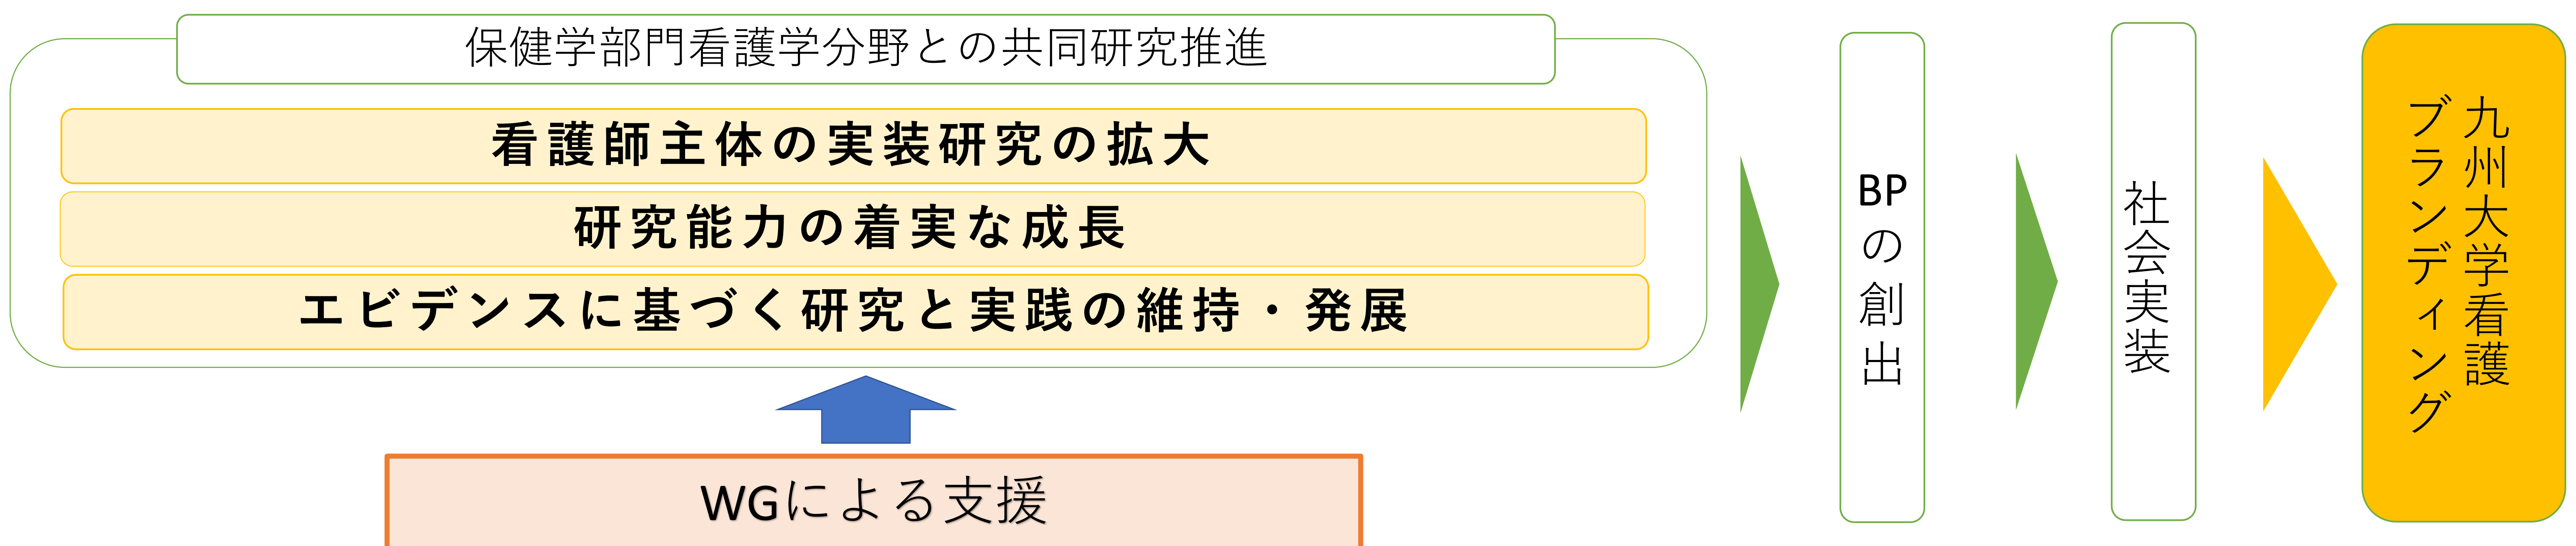 保健学部門看護学分野との共同研究推進
看護師主体の実装研究の拡大
研究能力の着実な成長
エビデンスに基づく研究と実践の維持・発展
WGによる支援
BPの創出
社会実装
九州大学看護
ブランディング